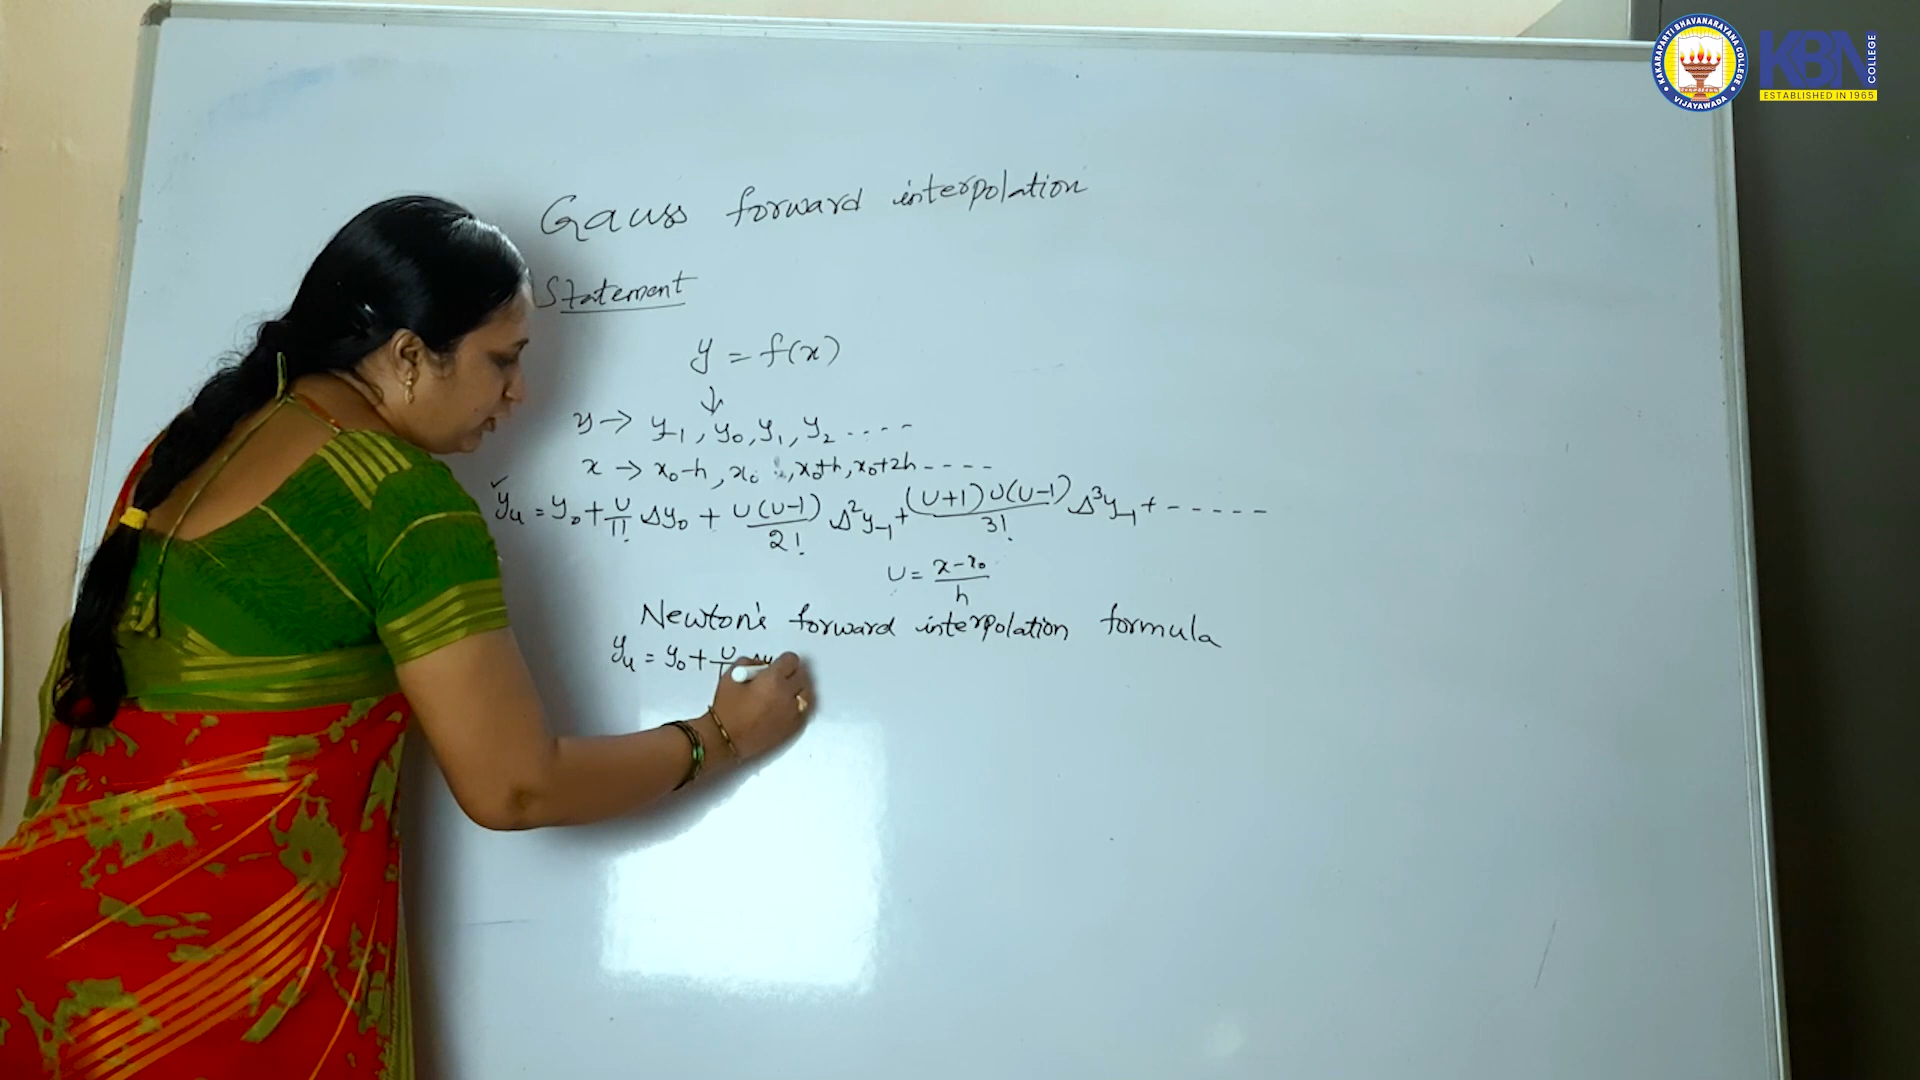 KAKARAPARTI BHAVANARAYANA COLLEGE
VIJAYAWADA
KBN COLLEGE
ESTABLISHED IN 1965
Gauss forward interpolation
Statement
y = f(x)
↓
y → y-1, y0, y1, y2 ....
x → x0-h, x0, x0+h, x0+2h ----
yu = y0 + u/1! Δy0 + u(u-1)/2! Δ²y-1 + (u+1)u(u-1)/3! Δ³y-1 + -----
u = (x-x0)/h
Newton's forward interpolation formula
yu = y0 + u